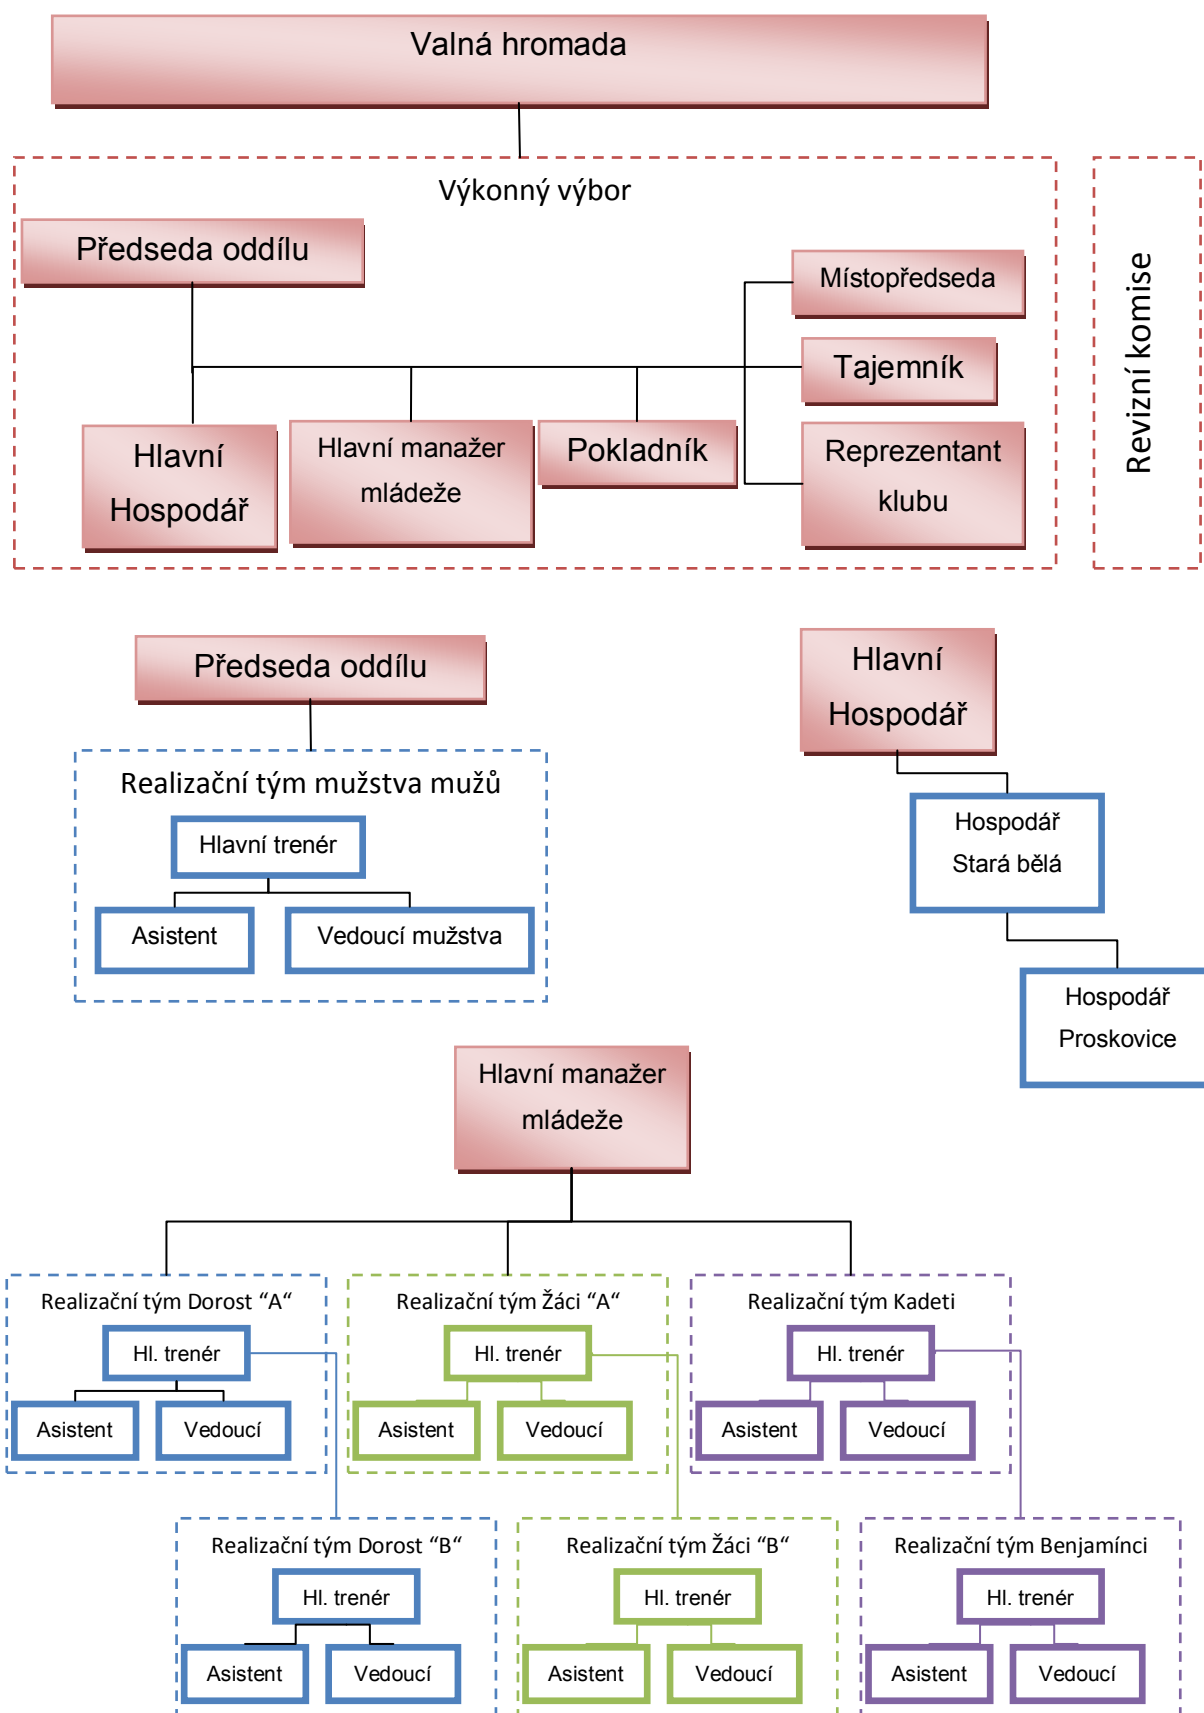 Valná hromada
Výkonný výbor
Předseda oddílu
Místopředseda
Tajemník
Hlavní
Hospodář
Hlavní manažer
mládeže
Pokladník
Reprezentant
klubu
Revizní komise
Předseda oddílu
Realizační tým mužstva mužů
Hlavní trenér
Asistent
Vedoucí mužstva
Hlavní
Hospodář
Hospodář
Stará bělá
Hospodář
Proskovice
Hlavní manažer
mládeže
Realizační tým Dorost “A“
Hl. trenér
Asistent
Vedoucí
Realizační tým Žáci “A“
Hl. trenér
Asistent
Vedoucí
Realizační tým Kadeti
Hl. trenér
Asistent
Vedoucí
Realizační tým Dorost “B“
Hl. trenér
Asistent
Vedoucí
Realizační tým Žáci “B“
Hl. trenér
Asistent
Vedoucí
Realizační tým Benjamínci
Hl. trenér
Asistent
Vedoucí